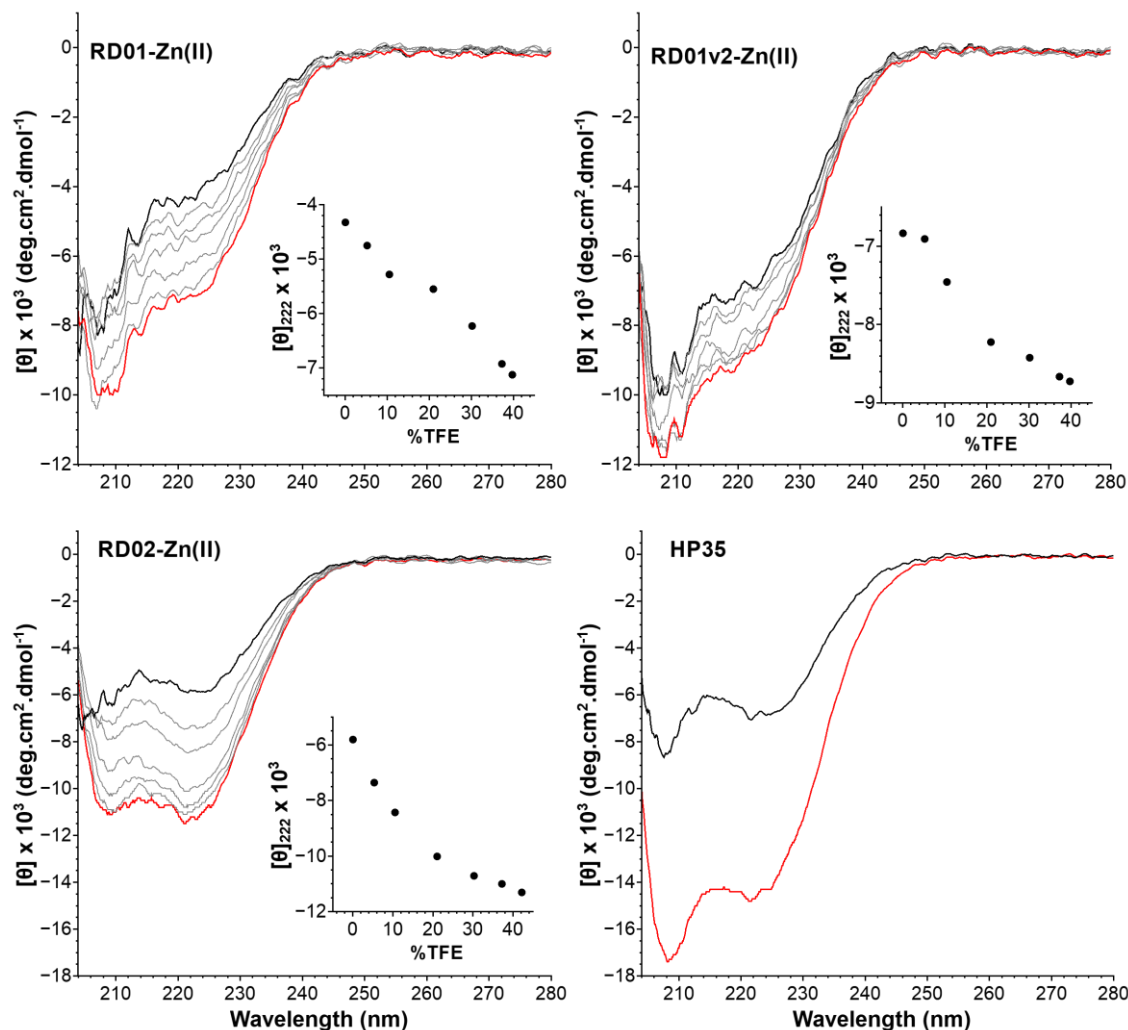 RD01-Zn(II)
[θ] x 10³ (deg.cm².dmol⁻¹)
0
−2
−4
−6
−8
−10
−12
210 220 230 240 250 260 270 280
[θ]₂₂₂ x 10³
−4
−5
−6
−7
0 10 20 30 40
%TFE
RD01v2-Zn(II)
[θ] x 10³ (deg.cm².dmol⁻¹)
0
−2
−4
−6
−8
−10
−12
210 220 230 240 250 260 270 280
[θ]₂₂₂ x 10³
−7
−8
−9
0 10 20 30 40
%TFE
RD02-Zn(II)
[θ] x 10³ (deg.cm².dmol⁻¹)
0
−2
−4
−6
−8
−10
−12
−14
−16
−18
210 220 230 240 250 260 270 280
Wavelength (nm)
[θ]₂₂₂ x 10³
−6
−8
−10
−12
0 10 20 30 40
%TFE
HP35
[θ] x 10³ (deg.cm².dmol⁻¹)
0
−2
−4
−6
−8
−10
−12
−14
−16
−18
210 220 230 240 250 260 270 280
Wavelength (nm)